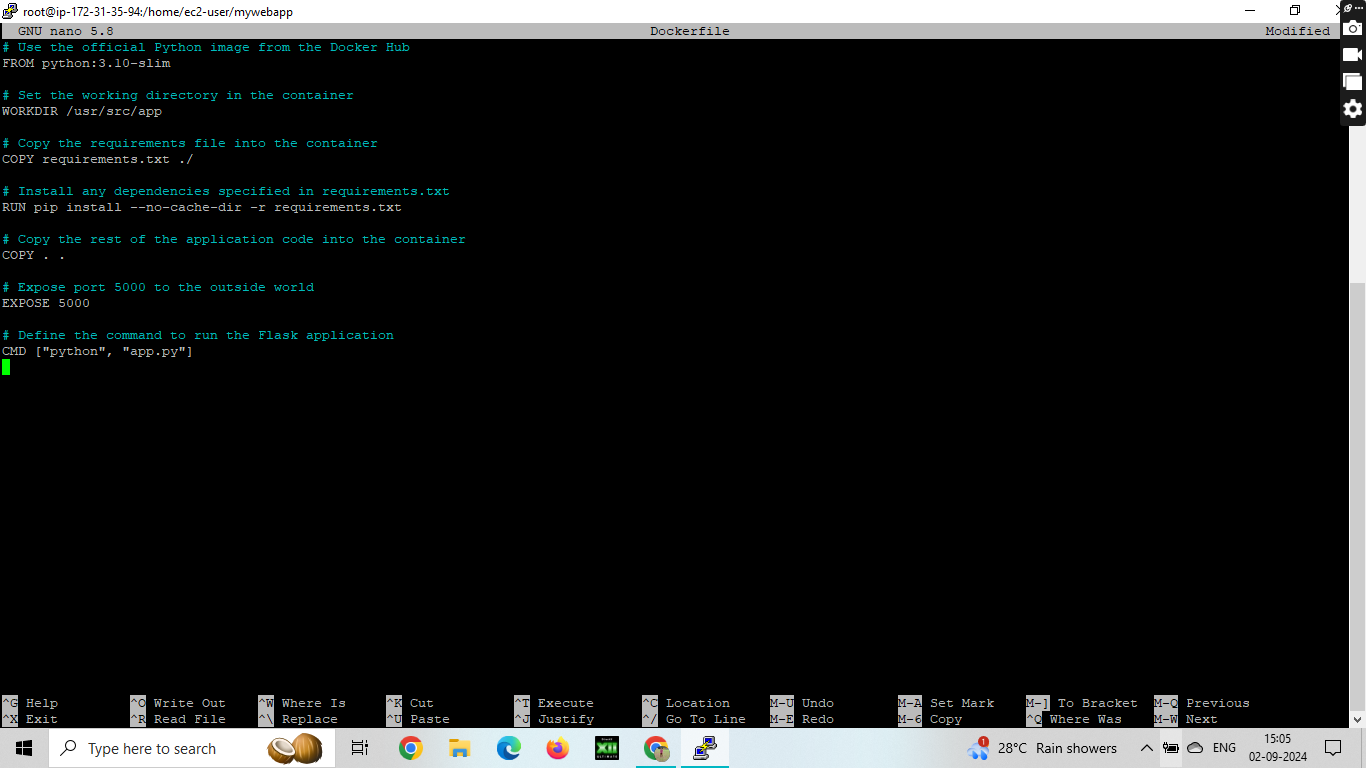 root@ip-172-31-35-94:/home/ec2-user/mywebapp
GNU nano 5.8 Dockerfile Modified
# Use the official Python image from the Docker Hub
FROM python:3.10-slim
# Set the working directory in the container
WORKDIR /usr/src/app
# Copy the requirements file into the container
COPY requirements.txt ./
# Install any dependencies specified in requirements.txt
RUN pip install --no-cache-dir -r requirements.txt
# Copy the rest of the application code into the container
COPY . .
# Expose port 5000 to the outside world
EXPOSE 5000
# Define the command to run the Flask application
CMD ["python", "app.py"]
^G Help ^O Write Out ^W Where Is ^K Cut ^T Execute ^C Location M-U Undo M-A Set Mark M-] To Bracket M-Q Previous
^X Exit ^R Read File ^\ Replace ^U Paste ^J Justify ^/ Go To Line M-E Redo M-6 Copy ^Q Where Was M-W Next
Type here to search XII 1 28°C Rain showers ENG 15:05
02-09-2024